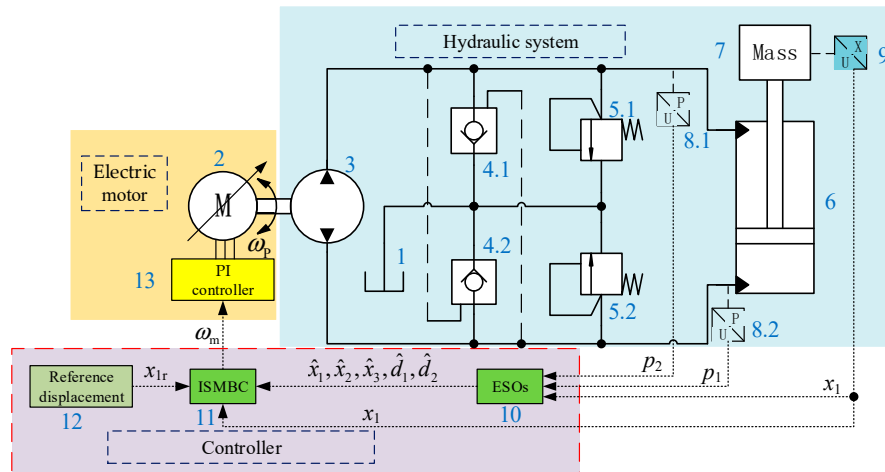 Hydraulic system
7
Mass
X
U
9
5.1
P
U
8.1
4.1
Electric
motor
2
M
3
6
ωP
1
4.2
13
PI
controller
5.2
P
U
8.2
ωm
Reference
displacement
x1r
ISMBC
x̂1, x̂2, x̂3, d̂1, d̂2
ESOs
p2
p1
x1
12
11
x1
10
Controller